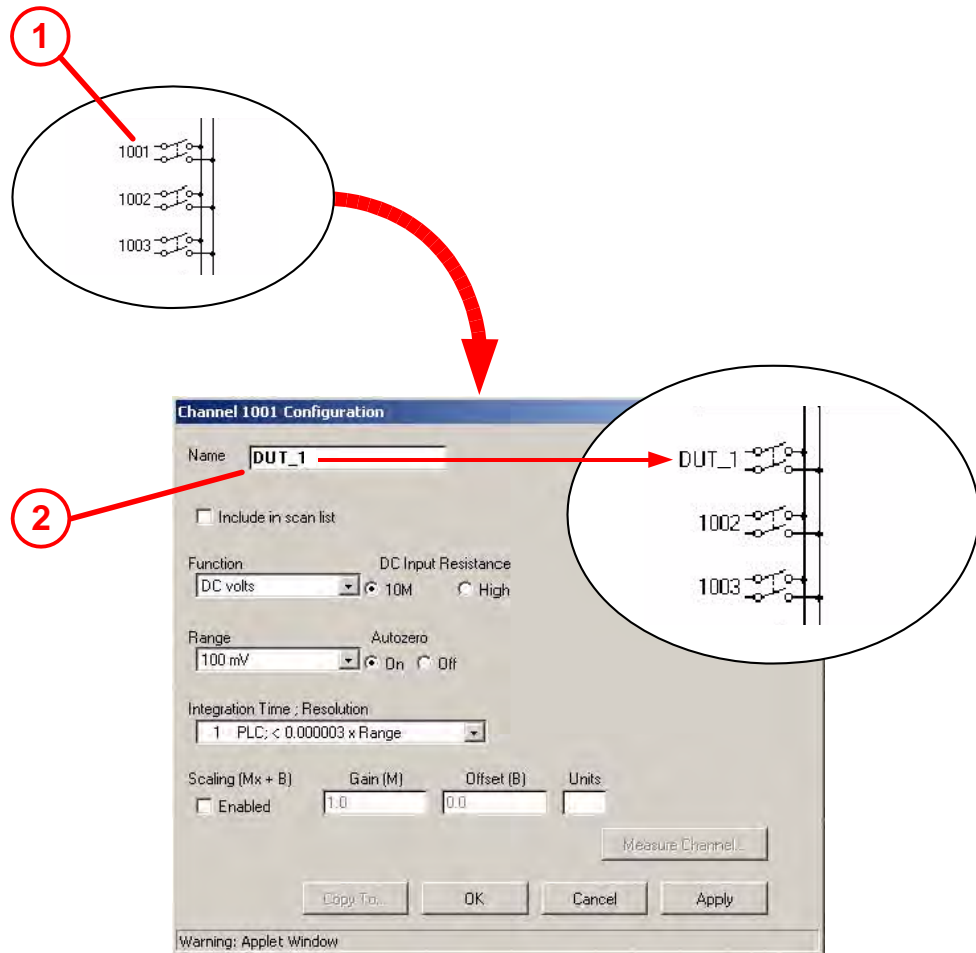 1
1001
1002
1003
Channel 1001 Configuration
Name DUT_1
DUT_1
1002
1003
2
Include in scan list
Function DC Input Resistance
DC volts 10M High
Range Autozero
100 mV On Off
Integration Time ; Resolution
1 PLC; < 0.000003 x Range
Scaling (Mx + B) Gain (M) Offset (B) Units
Enabled 1.0 0.0
Measure Channel...
Copy To... OK Cancel Apply
Warning: Applet Window